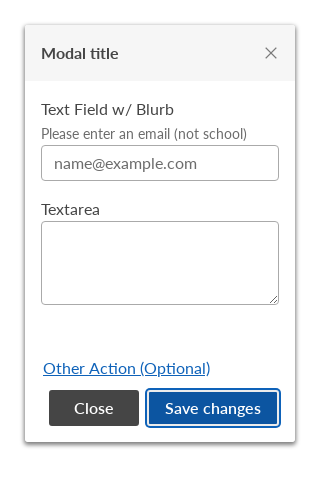 Modal title
Text Field w/ Blurb
Please enter an email (not school)
name@example.com
Textarea
Other Action (Optional)
Close
Save changes